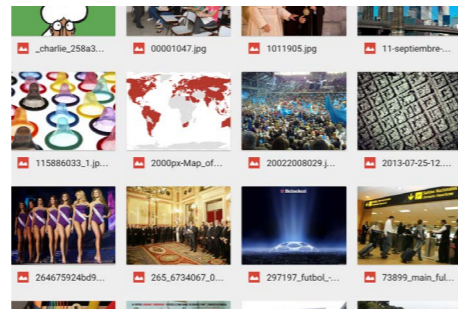 _charlie_258a3...
00001047.jpg
1011905.jpg
11-septiembre-...
115886033_1.jp...
2000px-Map_of...
20022008029.j...
2013-07-25-12....
Heineken
264675924bd9...
265_6734067_0...
297197_futbol_-...
73899_main_ful...